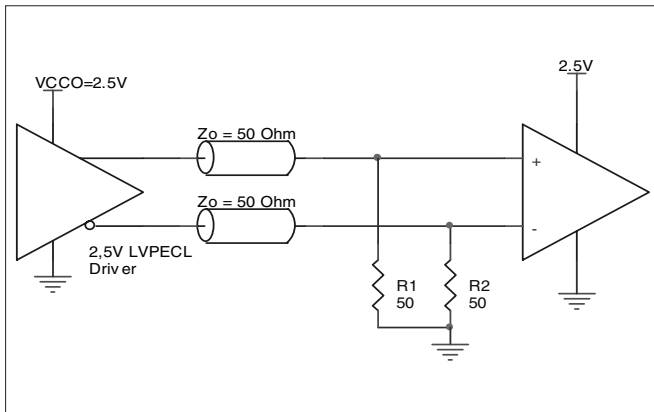 VCCO=2.5V
2.5V
Zo = 50 Ohm
+
Zo = 50 Ohm
-
2,5V LVPECL
Driver
R1
50
R2
50